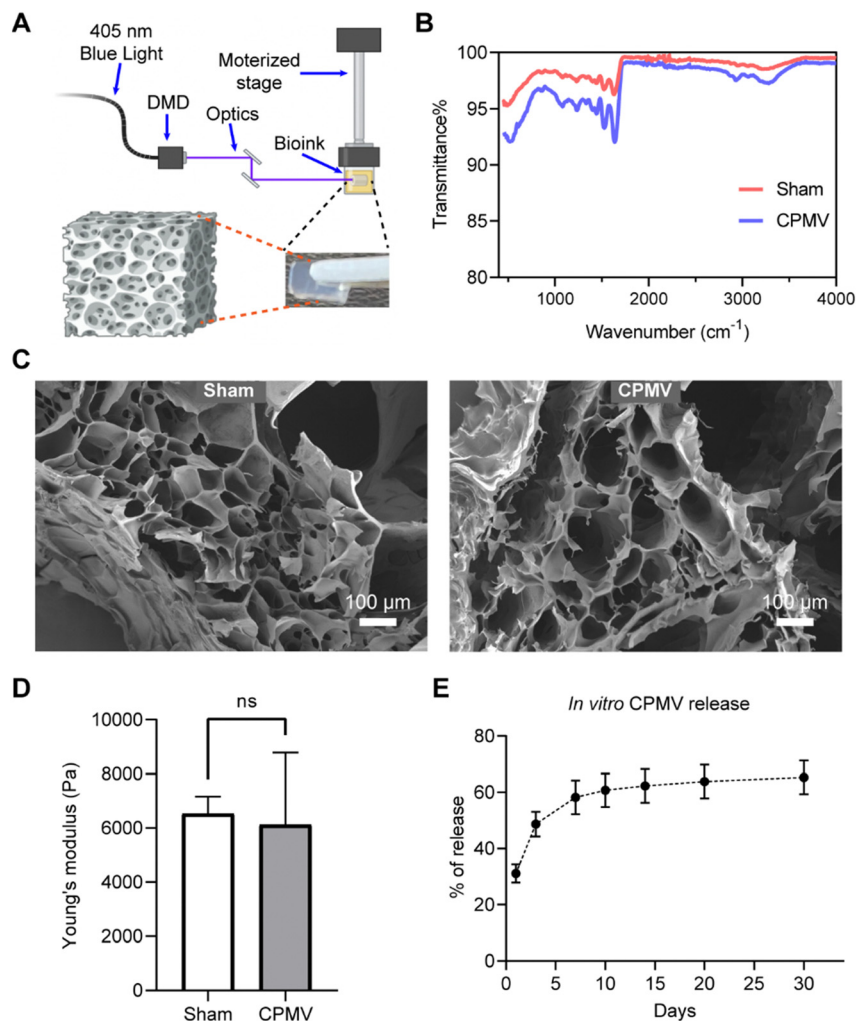 A
405 nm
Blue Light
DMD
Optics
Moterized
stage
Bioink
B
Transmittance%
100
95
90
85
80
1000
2000
3000
4000
Wavenumber (cm⁻¹)
Sham
CPMV
C
Sham
100 µm
CPMV
100 µm
D
ns
Young's modulus (Pa)
10000
8000
6000
4000
2000
0
Sham
CPMV
E
In vitro CPMV release
% of release
80
60
40
20
0
0
5
10
15
20
25
30
Days